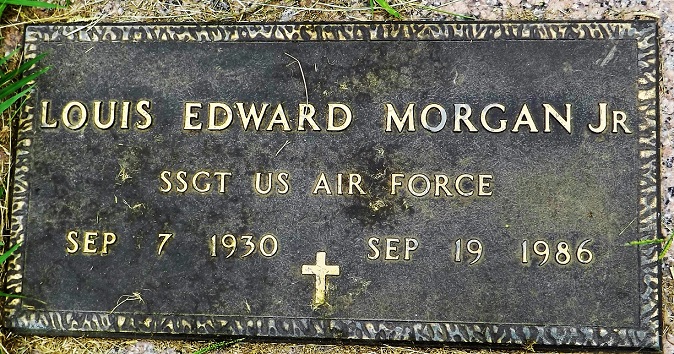 LOUIS EDWARD MORGAN JR
SSGT US AIR FORCE
SEP 7 1930 SEP 19 1986